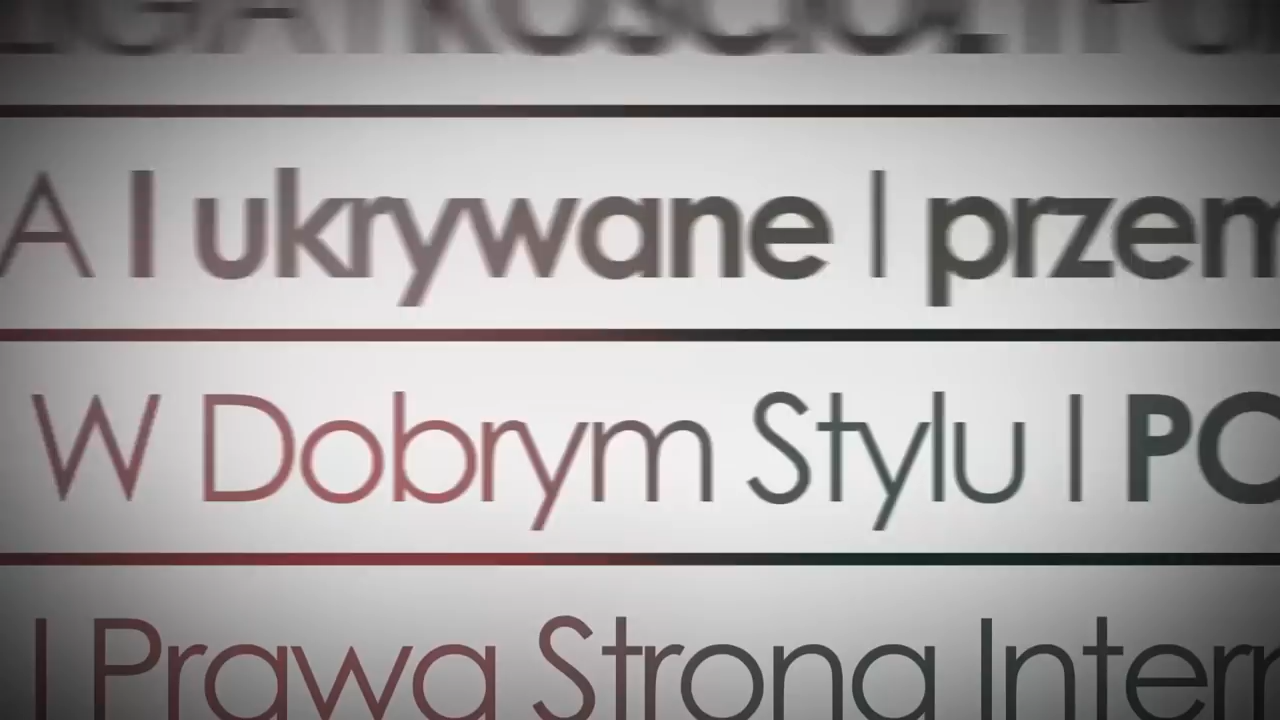 A I ukrywane I przem
W Dobrym Stylu I PO
I Prawa Strona Intern